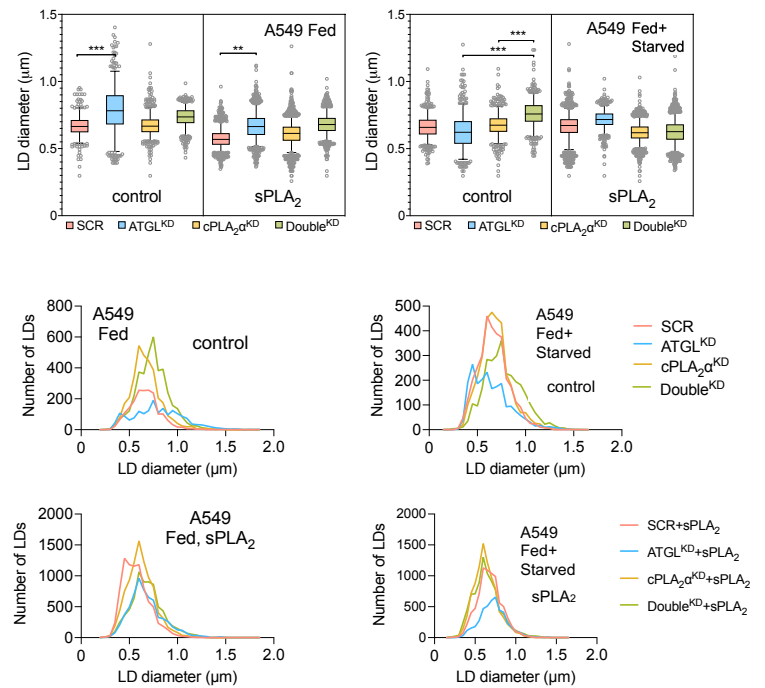 A549 Fed
1.5
1.0
0.5
0
LD diameter (µm)
***
**
control
sPLA₂
SCR ATGLᴷᴰ cPLA₂αᴷᴰ Doubleᴷᴰ
A549 Fed+
Starved
1.5
1.0
0.5
0
LD diameter (µm)
***
***
control
sPLA₂
SCR ATGLᴷᴰ cPLA₂αᴷᴰ Doubleᴷᴰ
A549
Fed
control
800
600
400
200
0
Number of LDs
0 0.5 1.0 1.5 2.0
LD diameter (µm)
A549
Fed+
Starved
control
500
400
300
200
100
0
Number of LDs
0 0.5 1.0 1.5 2.0
LD diameter (µm)
SCR
ATGLᴷᴰ
cPLA₂αᴷᴰ
Doubleᴷᴰ
A549
Fed, sPLA₂
2000
1500
1000
500
0
Number of LDs
0 0.5 1.0 1.5 2.0
LD diameter (µm)
A549
Fed+
Starved
sPLA₂
2000
1500
1000
500
0
Number of LDs
0 0.5 1.0 1.5 2.0
LD diameter (µm)
SCR+sPLA₂
ATGLᴷᴰ+sPLA₂
cPLA₂αᴷᴰ+sPLA₂
Doubleᴷᴰ+sPLA₂